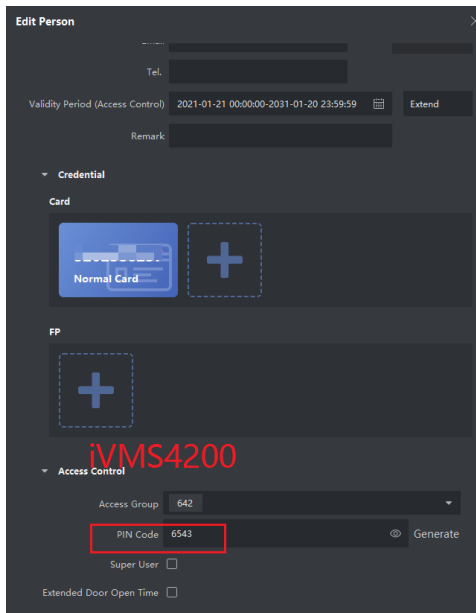 Edit Person
Tel.
Validity Period (Access Control) 2021-01-21 00:00:00-2031-01-20 23:59:59 Extend
Remark
Credential
Card
Normal Card
FP
iVMS4200
Access Control
Access Group 642
PIN Code 6543 Generate
Super User
Extended Door Open Time